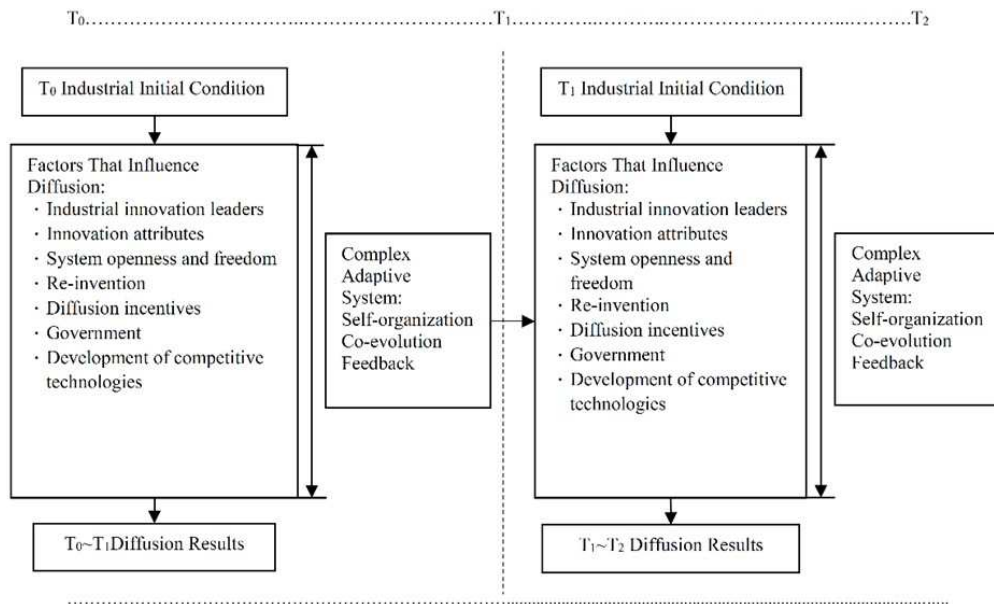 T₀……………………………………………………T₁…………………………………………………T₂
T₀ Industrial Initial Condition
Factors That Influence
Diffusion:
· Industrial innovation leaders
· Innovation attributes
· System openness and freedom
· Re-invention
· Diffusion incentives
· Government
· Development of competitive
technologies
Complex
Adaptive
System:
Self-organization
Co-evolution
Feedback
T₀~T₁Diffusion Results
T₁ Industrial Initial Condition
Factors That Influence
Diffusion:
· Industrial innovation leaders
· Innovation attributes
· System openness and
freedom
· Re-invention
· Diffusion incentives
· Government
· Development of competitive
technologies
Complex
Adaptive
System:
Self-organization
Co-evolution
Feedback
T₁~T₂ Diffusion Results